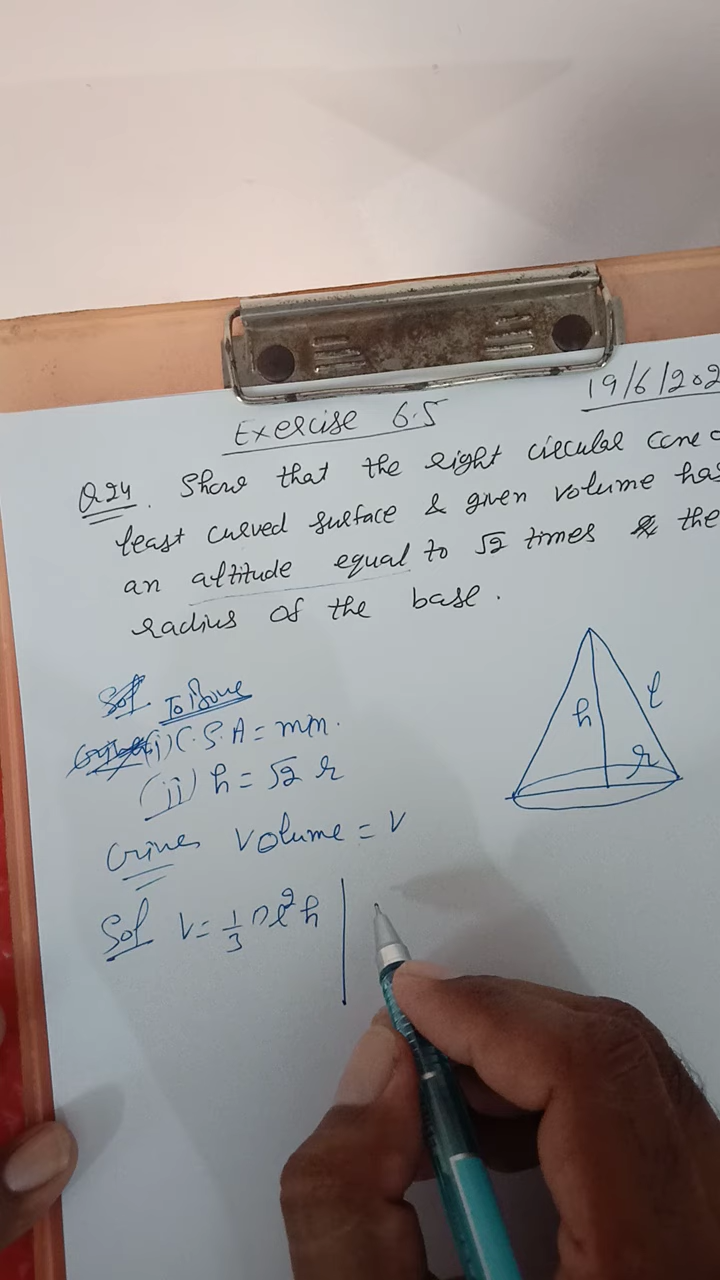 Exercise 6.5
19/6/202
Q24. Show that the right circular cone o
least curved surface & given volume has
an altitude equal to √2 times the
radius of the base.
Sol To Prove
(i) C.S.A = min.
(ii) h = √2 r
Given Volume = V
Sol V = 1/3 πr²h
h
l
r